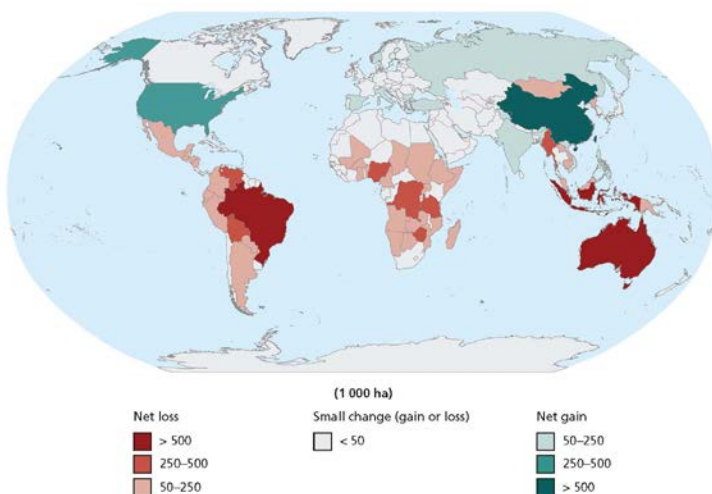 (1 000 ha)
Net loss
> 500
250–500
50–250
Small change (gain or loss)
< 50
Net gain
50–250
250–500
> 500